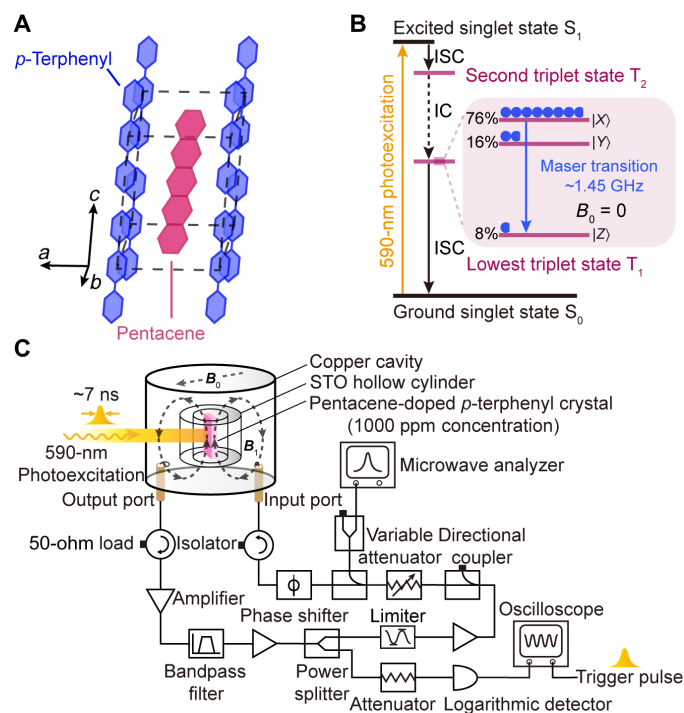 A
p-Terphenyl
c
a
b
Pentacene
B
Excited singlet state S1
ISC
Second triplet state T2
590-nm photoexcitation
IC
76%
|X⟩
16%
|Y⟩
Maser transition
~1.45 GHz
B0 = 0
8%
|Z⟩
ISC
Lowest triplet state T1
Ground singlet state S0
C
~7 ns
B0
B1
Copper cavity
STO hollow cylinder
Pentacene-doped p-terphenyl crystal
(1000 ppm concentration)
590-nm
Photoexcitation
Output port
Input port
Microwave analyzer
50-ohm load
Isolator
Variable
attenuator
Directional
coupler
Amplifier
ϕ
Phase shifter
Limiter
Oscilloscope
Bandpass
filter
Power
splitter
Attenuator
Logarithmic detector
Trigger pulse